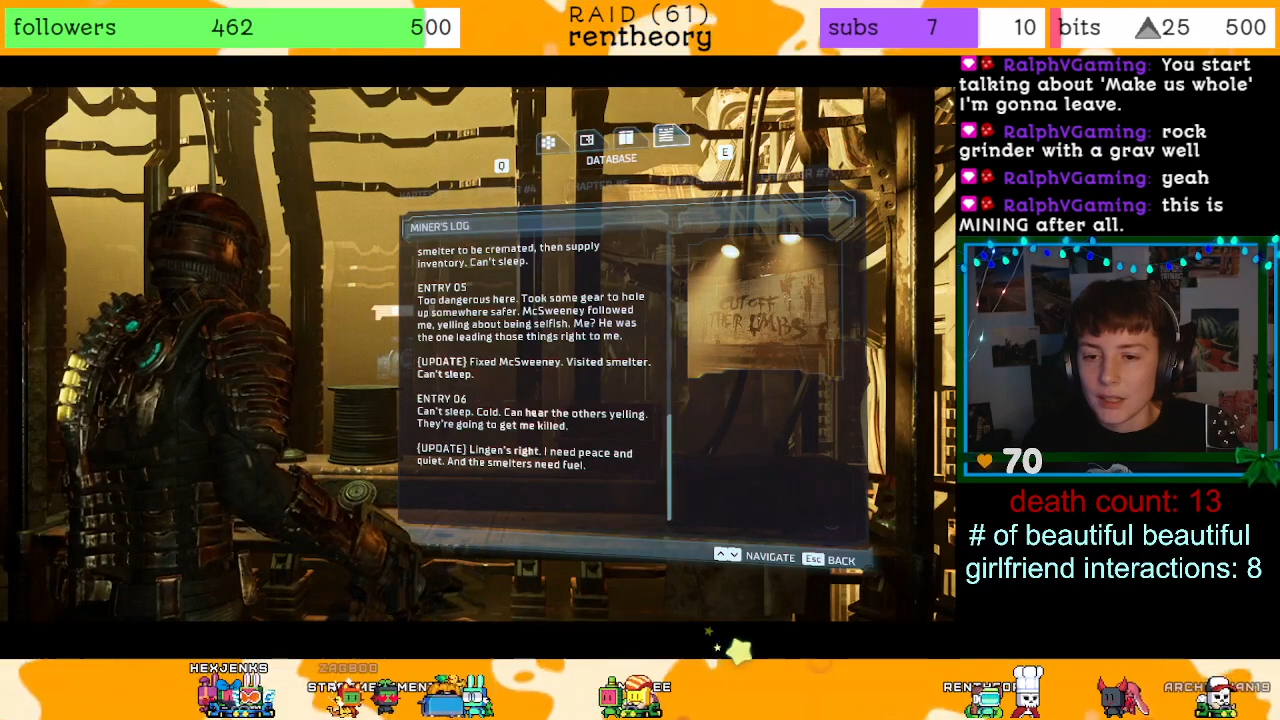 followers 462 500
RAID (61)
rentheory
subs 7 10
bits 25 500
RalphVGaming: You start
talking about 'Make us whole'
I'm gonna leave.
RalphVGaming: rock
grinder with a grav well
RalphVGaming: yeah
RalphVGaming: this is
MINING after all.
Q
DATABASE
E
MINER'S LOG
smelter to be cremated, then supply
inventory. Can't sleep.
ENTRY 05
Too dangerous here. Took some gear to hole
up somewhere safer. McSweeney followed
me, yelling about being selfish. Me? He was
the one leading those things right to me.
[UPDATE] Fixed McSweeney. Visited smelter.
Can't sleep.
ENTRY 06
Can't sleep. Cold. Can hear the others yelling.
They're going to get me killed.
[UPDATE] Lingen's right. I need peace and
quiet. And the smelters need fuel.
CUT OFF
THEIR LIMBS
NAVIGATE Esc BACK
70
death count: 13
# of beautiful beautiful
girlfriend interactions: 8
HEXJENKS
ZAGBOO